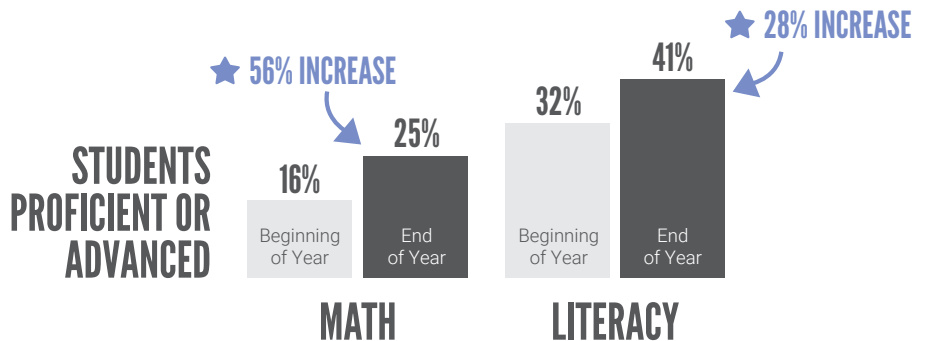 ★ 28% INCREASE
41%
★ 56% INCREASE
32%
25%
16%
STUDENTS
PROFICIENT OR
ADVANCED
Beginning
of Year
End
of Year
Beginning
of Year
End
of Year
MATH
LITERACY